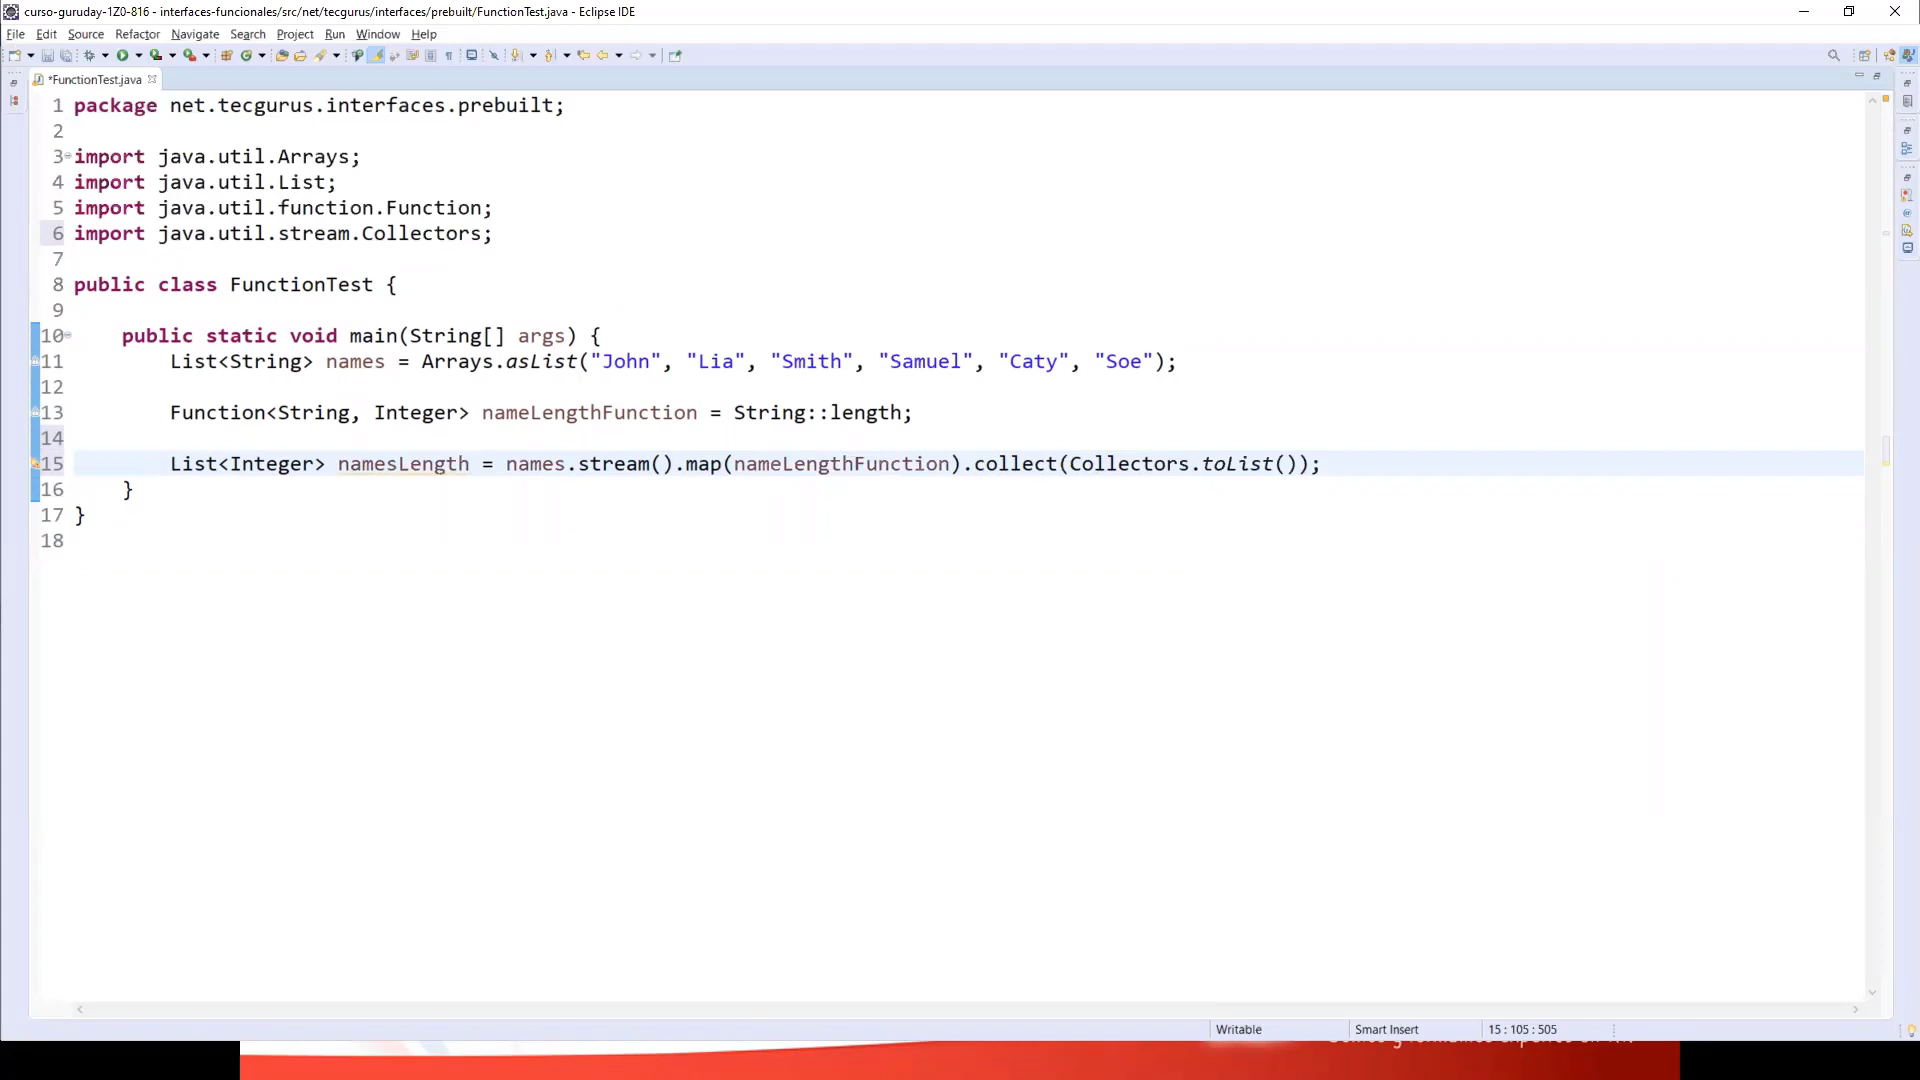 curso-guruday-1Z0-816 - interfaces-funcionales/src/net/tecgurus/interfaces/prebuilt/FunctionTest.java - Eclipse IDE
File Edit Source Refactor Navigate Search Project Run Window Help
*FunctionTest.java
1 package net.tecgurus.interfaces.prebuilt;
2
3 import java.util.Arrays;
4 import java.util.List;
5 import java.util.function.Function;
6 import java.util.stream.Collectors;
7
8 public class FunctionTest {
9
10 public static void main(String[] args) {
11 List<String> names = Arrays.asList("John", "Lia", "Smith", "Samuel", "Caty", "Soe");
12
13 Function<String, Integer> nameLengthFunction = String::length;
14
15 List<Integer> namesLength = names.stream().map(nameLengthFunction).collect(Collectors.toList());
16 }
17 }
18
Writable Smart Insert 15 : 105 : 505